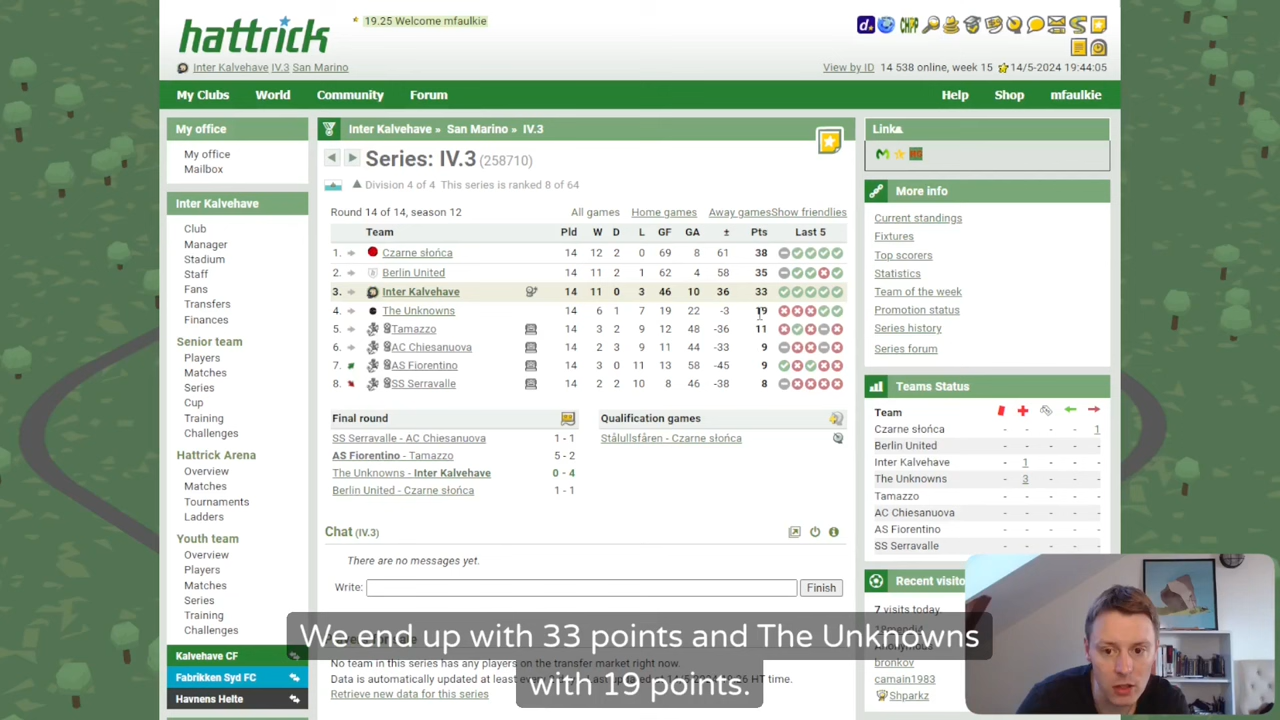 hattrick
19.25 Welcome mfaulkie
Inter Kalvehave IV.3 San Marino
View by ID 14 538 online, week 15 14/5-2024 19:44:05
My Clubs World Community Forum Help Shop mfaulkie
My office
My office
Mailbox
Inter Kalvehave
Club
Manager
Stadium
Staff
Fans
Transfers
Finances
Senior team
Players
Matches
Series
Cup
Training
Challenges
Hattrick Arena
Overview
Matches
Tournaments
Ladders
Youth team
Overview
Players
Matches
Series
Training
Challenges
Kalvehave CF
Fabrikken Syd FC
Havnens Helte
Inter Kalvehave » San Marino » IV.3
Series: IV.3 (258710)
Division 4 of 4 This series is ranked 8 of 64
Round 14 of 14, season 12 All games Home games Away games Show friendlies
Team Pld W D L GF GA ± Pts Last 5
1. Czarne słońca 14 12 2 0 69 8 61 38
2. Berlin United 14 11 2 1 62 4 58 35
3. Inter Kalvehave 14 11 0 3 46 10 36 33
4. The Unknowns 14 6 1 7 19 22 -3 19
5. Tamazzo 14 3 2 9 12 48 -36 11
6. AC Chiesanuova 14 2 3 9 11 44 -33 9
7. AS Fiorentino 14 3 0 11 13 58 -45 9
8. SS Serravalle 14 2 2 10 8 46 -38 8
Final round
SS Serravalle - AC Chiesanuova 1 - 1
AS Fiorentino - Tamazzo 5 - 2
The Unknowns - Inter Kalvehave 0 - 4
Berlin United - Czarne słońca 1 - 1
Qualification games
Stålullsfåren - Czarne słońca
Chat (IV.3)
There are no messages yet.
Write: Finish
No team in this series has any players on the transfer market right now.
Data is automatically updated at least
HT time.
Retrieve new data for this series
Links
More info
Current standings
Fixtures
Top scorers
Statistics
Team of the week
Promotion status
Series history
Series forum
Teams Status
Team
Czarne słońca - - - - 1
Berlin United - - - - -
Inter Kalvehave - 1 - - -
The Unknowns - 3 - - -
Tamazzo - - - - -
AC Chiesanuova - - - - -
AS Fiorentino - - - - -
SS Serravalle - - - - -
Recent
7 visits today.
bronkov
camain1983
Shparkz
We end up with 33 points and The Unknowns
with 19 points.